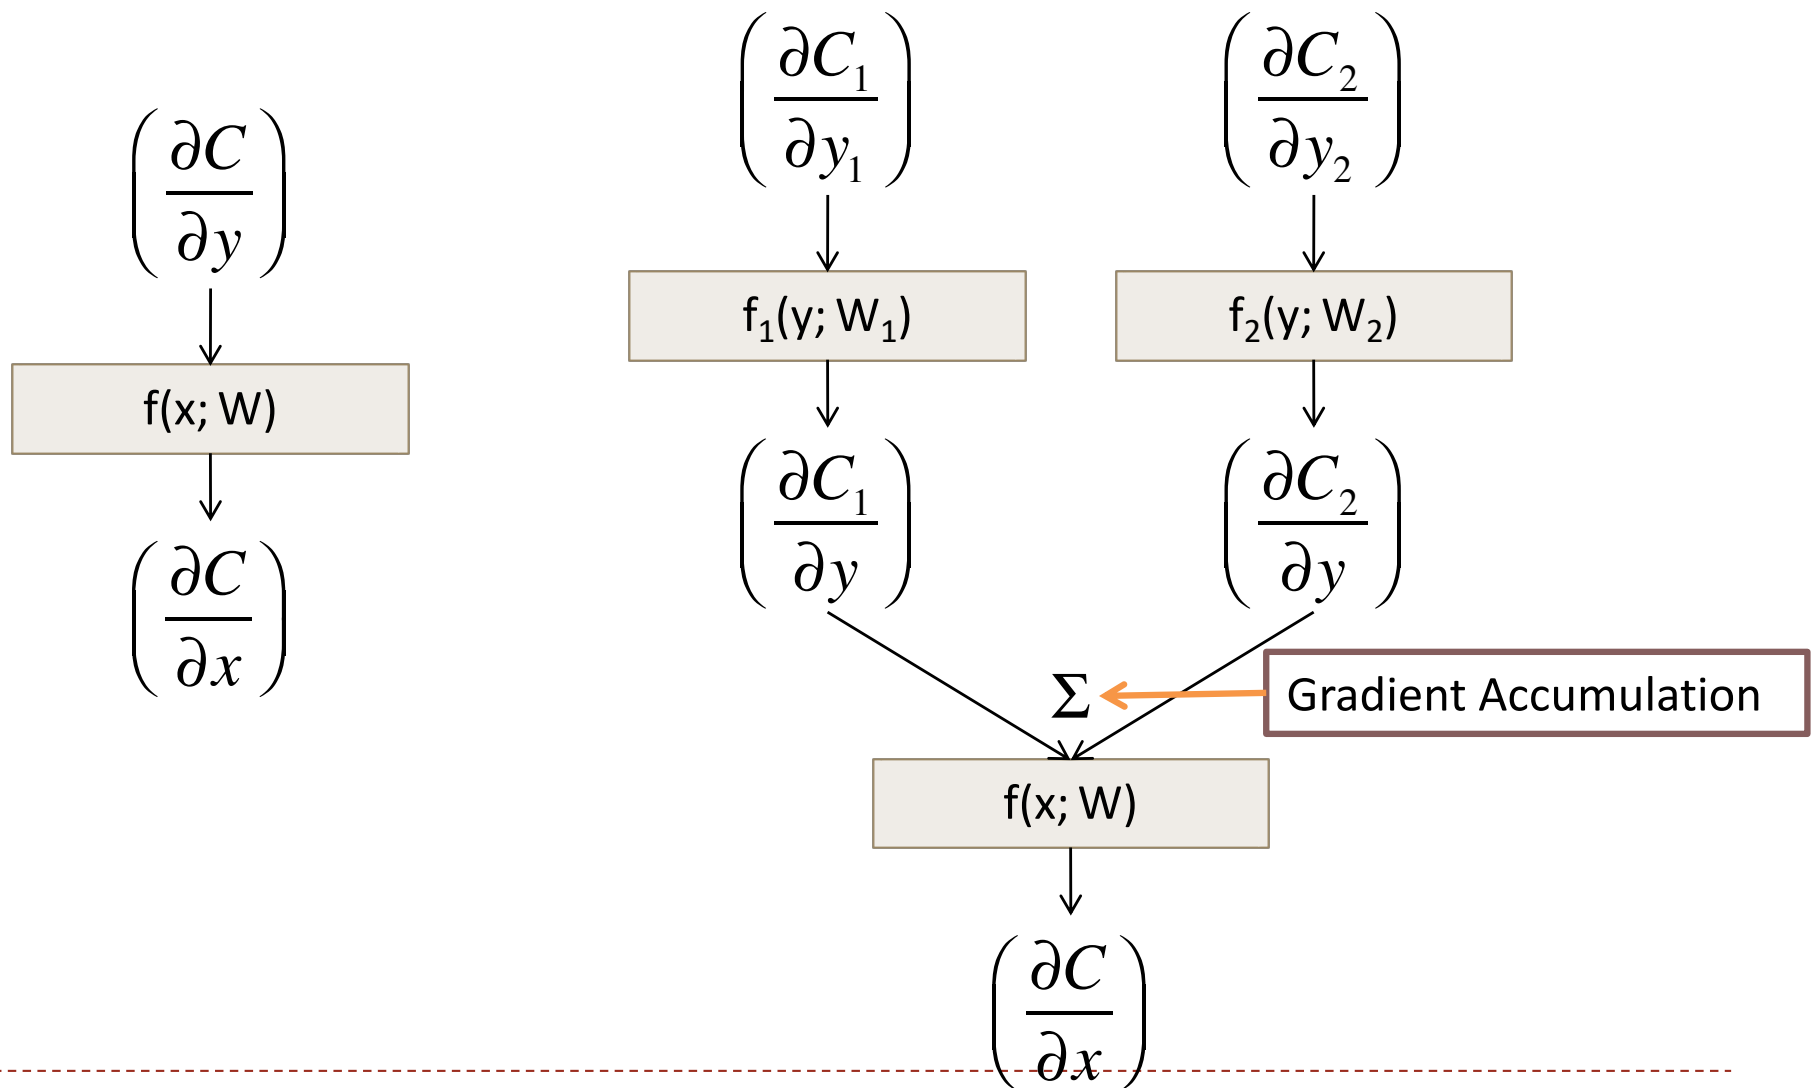 (∂C/∂y)
f(x; W)
(∂C/∂x)
(∂C₁/∂y₁)
(∂C₂/∂y₂)
f₁(y; W₁)
f₂(y; W₂)
(∂C₁/∂y)
(∂C₂/∂y)
Σ
Gradient Accumulation
f(x; W)
(∂C/∂x)